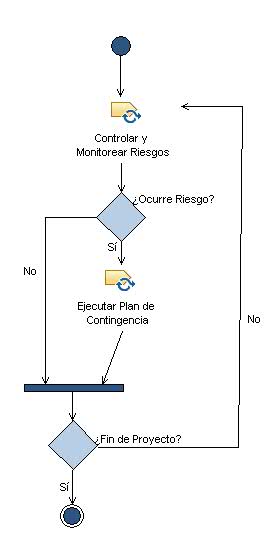 Controlar y
Monitorear Riesgos
¿Ocurre Riesgo?
Sí
No
Ejecutar Plan de
Contingencia
No
¿Fin de Proyecto?
Sí